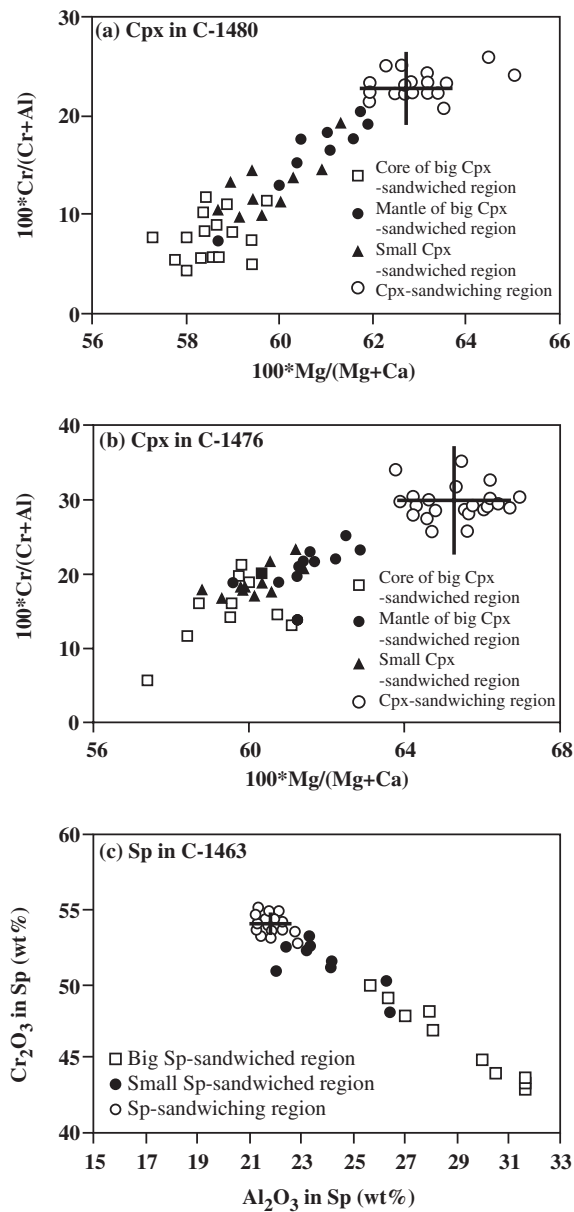 (a) Cpx in C-1480
30
20
10
0
100*Cr/(Cr+Al)
Core of big Cpx
-sandwiched region
Mantle of big Cpx
-sandwiched region
Small Cpx
-sandwiched region
Cpx-sandwiching region
56 58 60 62 64 66
100*Mg/(Mg+Ca)
(b) Cpx in C-1476
40
30
20
10
0
100*Cr/(Cr+Al)
Core of big Cpx
-sandwiched region
Mantle of big Cpx
-sandwiched region
Small Cpx
-sandwiched region
Cpx-sandwiching region
56 60 64 68
100*Mg/(Mg+Ca)
(c) Sp in C-1463
60
55
50
45
40
Cr₂O₃ in Sp (wt%)
Big Sp-sandwiched region
Small Sp-sandwiched region
Sp-sandwiching region
15 17 19 21 23 25 27 29 31 33
Al₂O₃ in Sp (wt%)